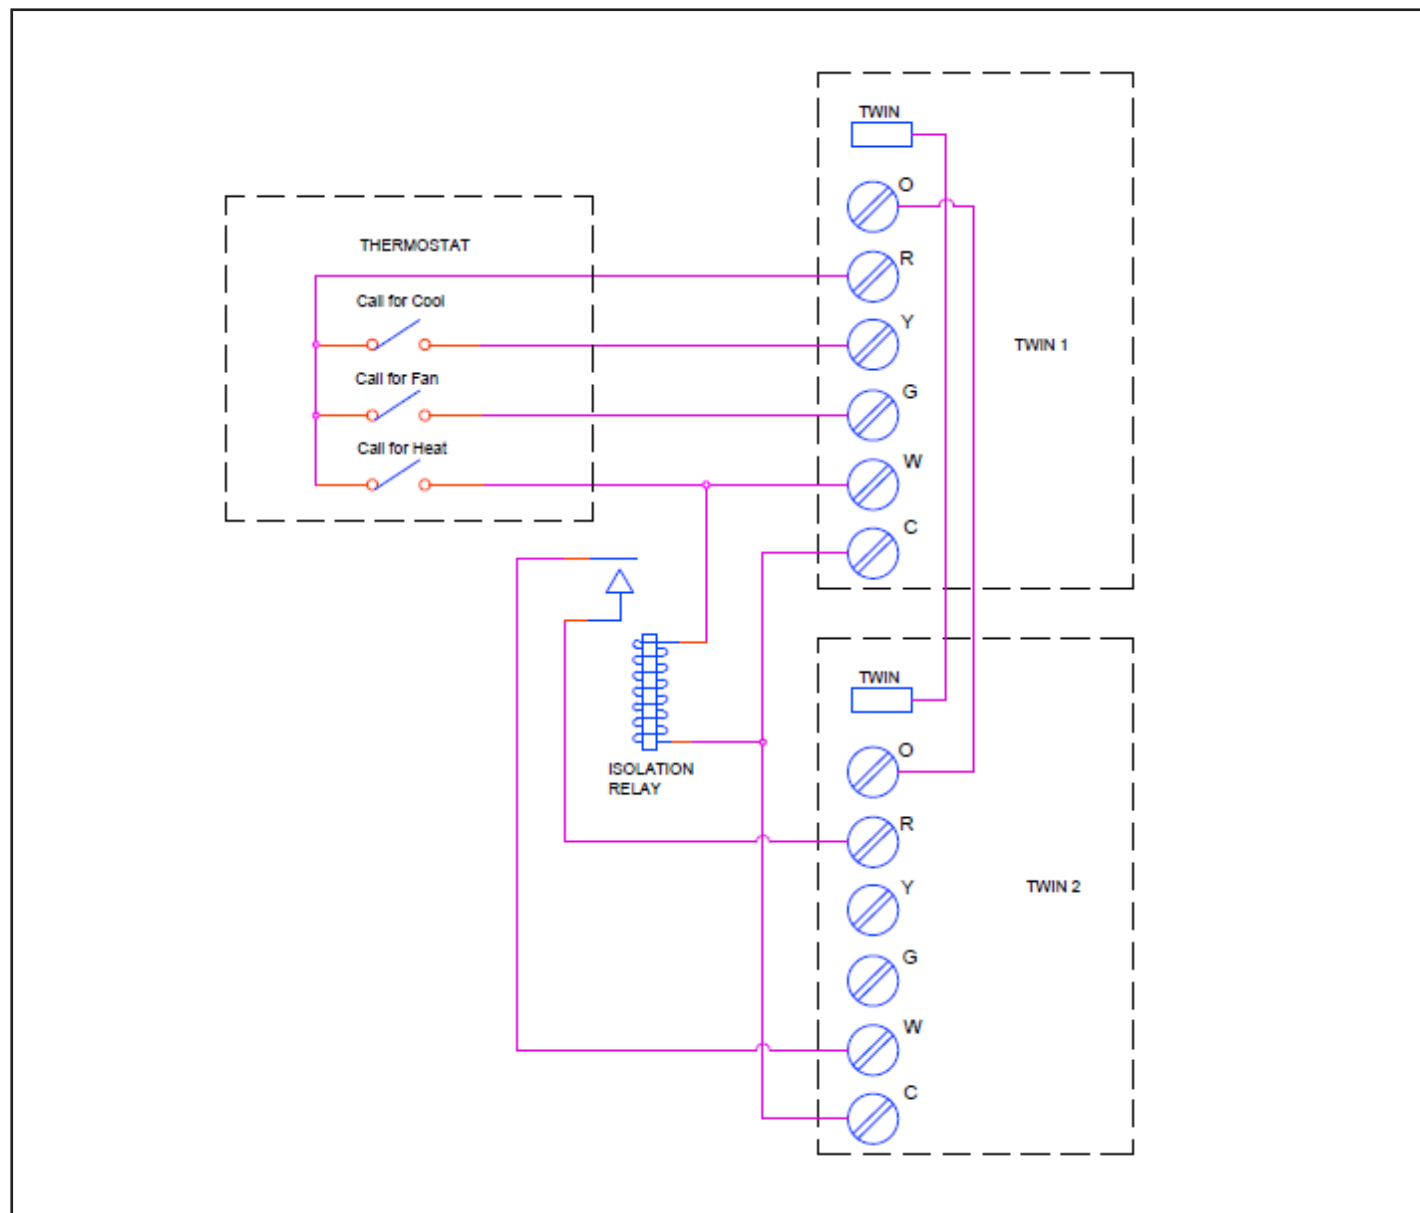 TWIN
O
R
Y
G
W
C
TWIN 1
THERMOSTAT
Call for Cool
Call for Fan
Call for Heat
ISOLATION
RELAY
TWIN
O
R
Y
G
W
C
TWIN 2